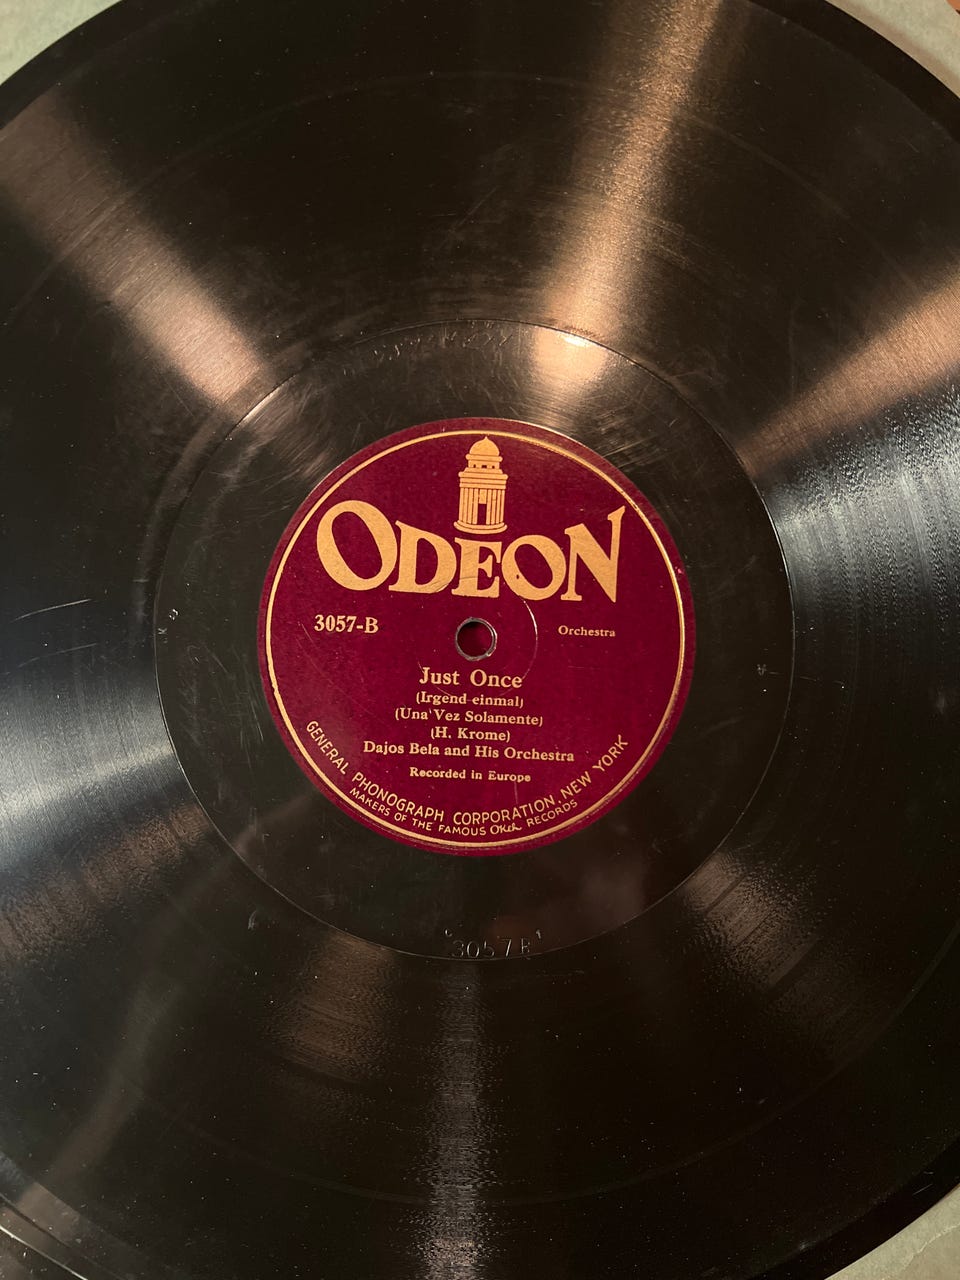 ODEON
3057-B
Orchestra
Just Once
(Irgend-einmal)
(Una Vez Solamente)
(H. Krome)
Dajos Bela and His Orchestra
Recorded in Europe
GENERAL PHONOGRAPH CORPORATION, NEW YORK
MAKERS OF THE FAMOUS OKeh RECORDS
3057B